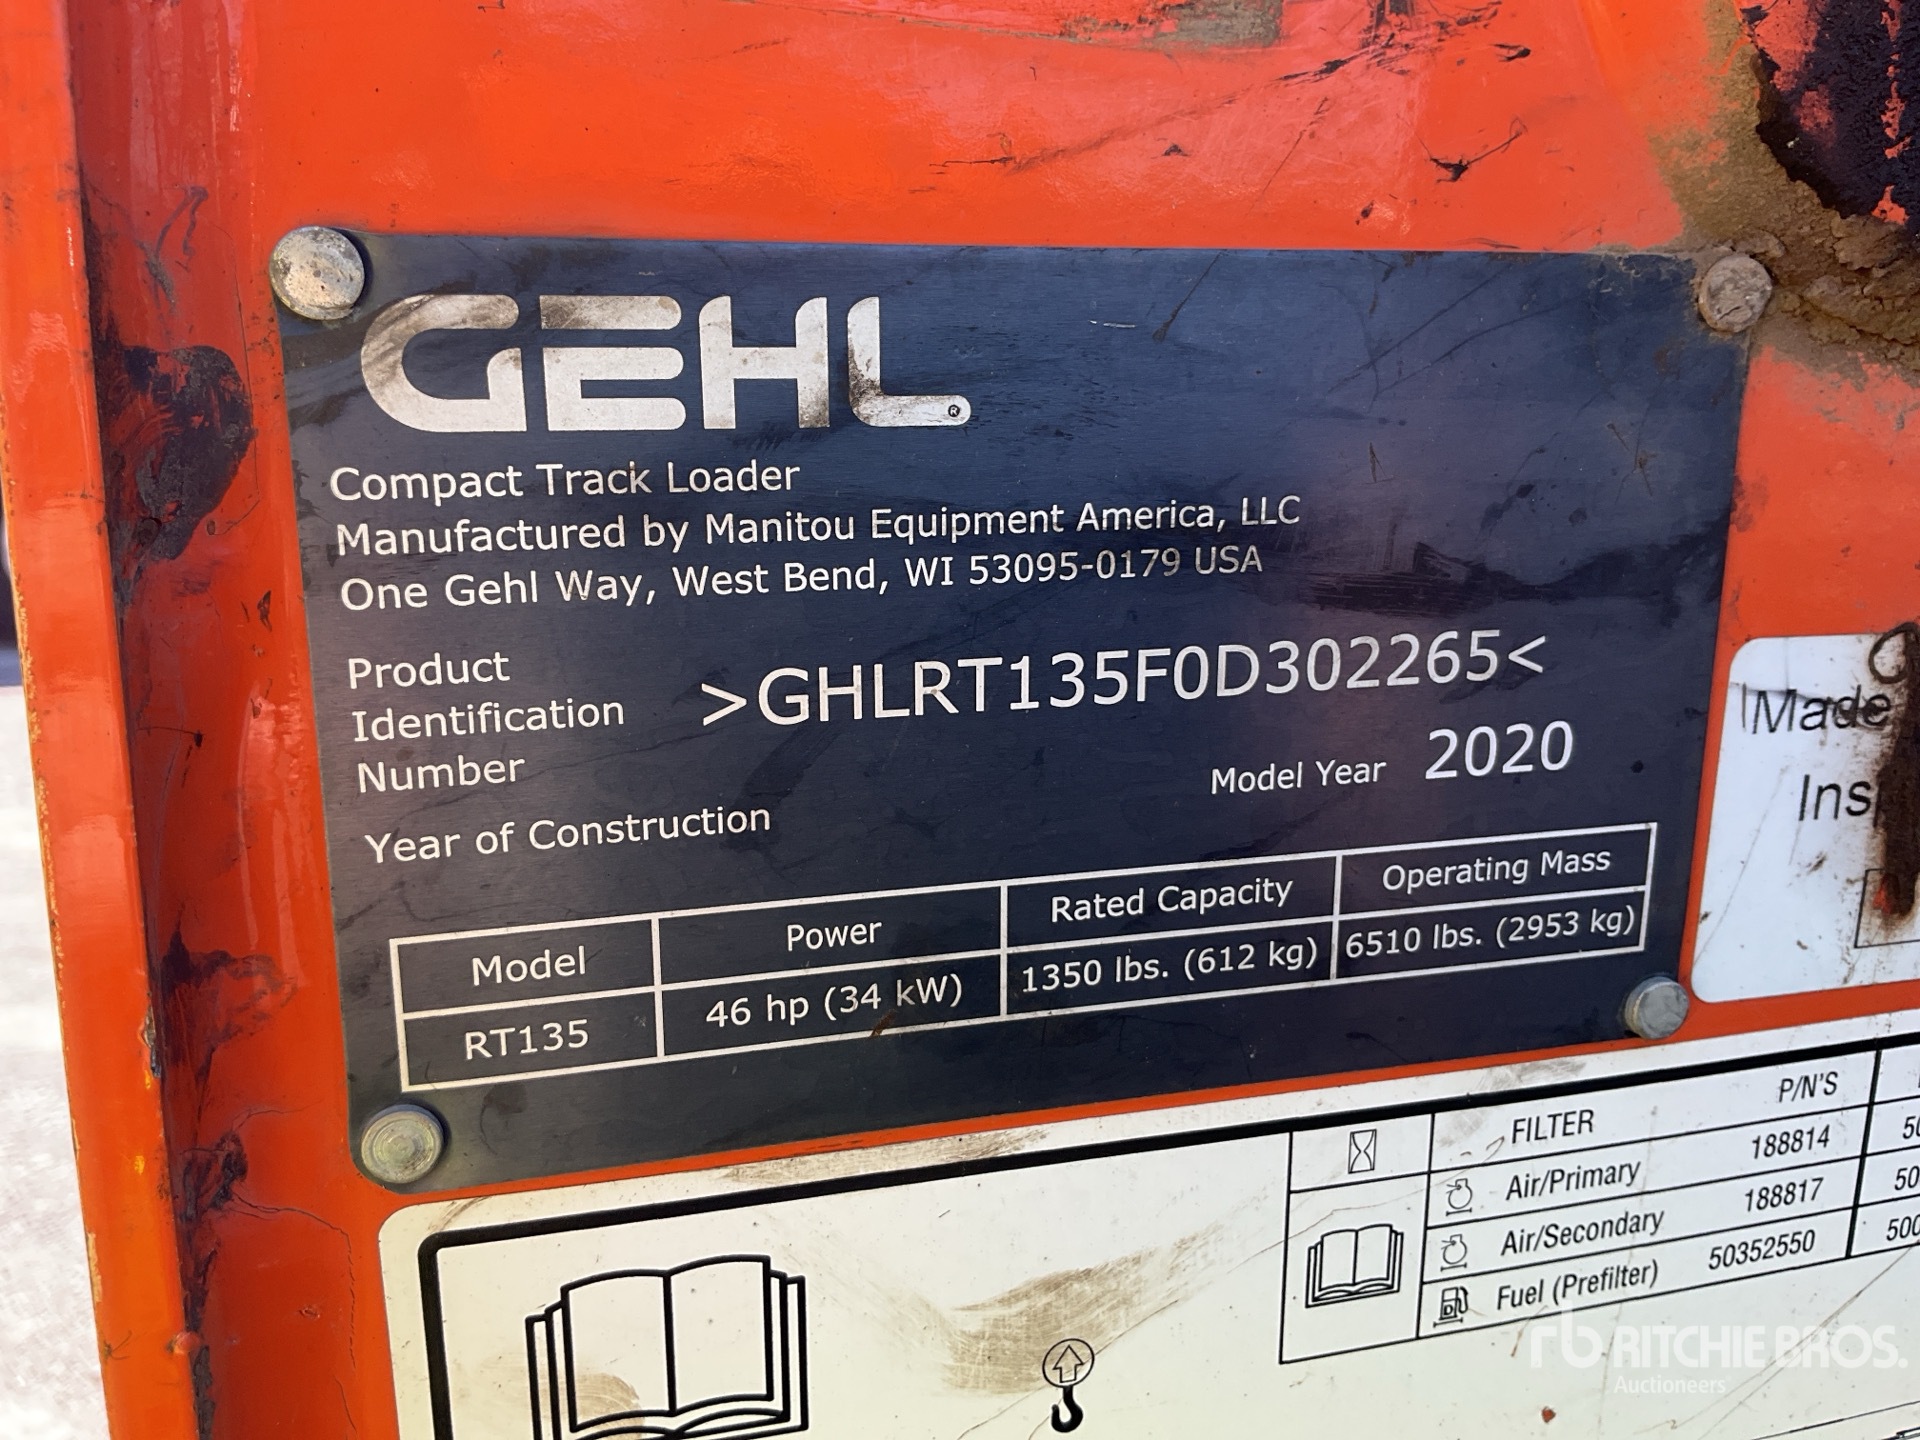 GEHL®
Compact Track Loader
Manufactured by Manitou Equipment America, LLC
One Gehl Way, West Bend, WI 53095-0179 USA
Product
Identification
Number
>GHLRT135F0D302265<
Model Year 2020
Year of Construction
Model Power Rated Capacity Operating Mass
RT135 46 hp (34 kW) 1350 lbs. (612 kg) 6510 lbs. (2953 kg)
Made
FILTER P/N'S
Air/Primary 188814
Air/Secondary 188817
Fuel (Prefilter) 50352550
rb RITCHIE BROS.
Auctioneers